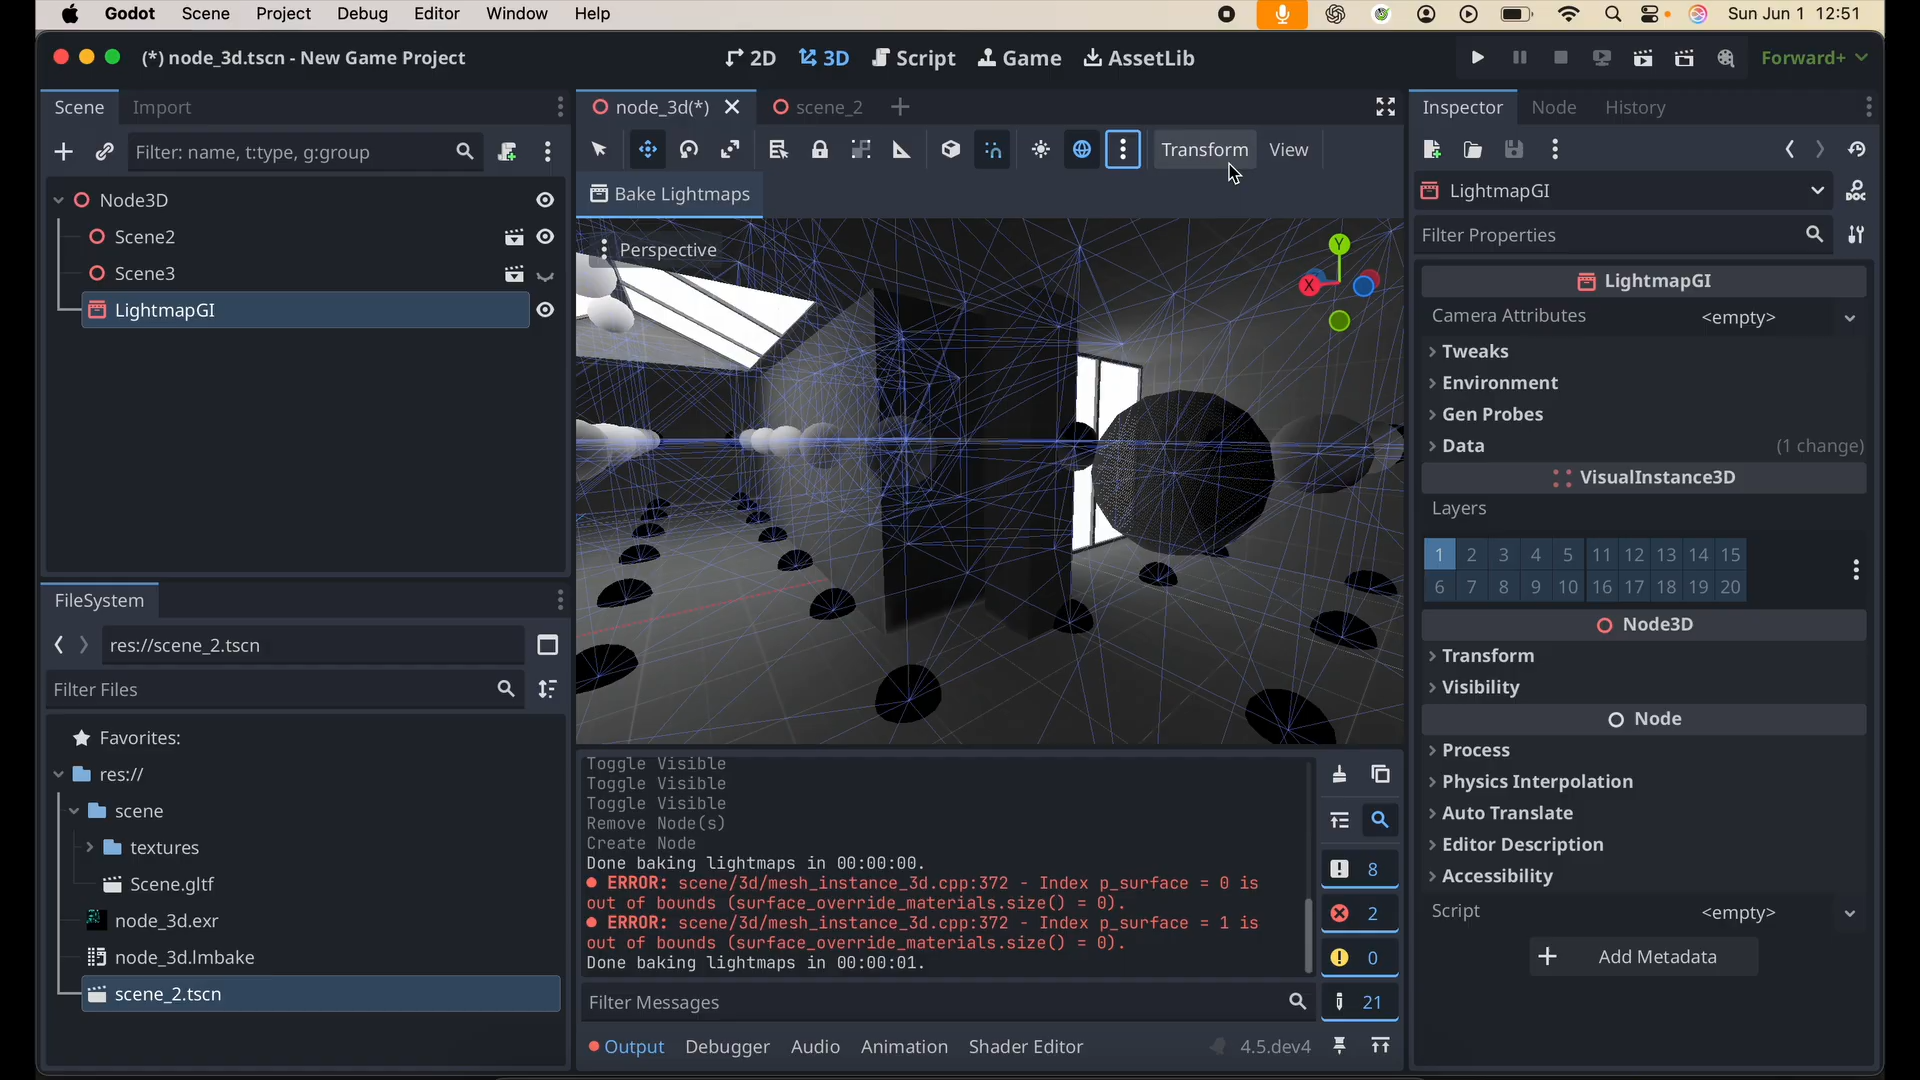 Godot Scene Project Debug Editor Window Help Sun Jun 1 12:51
(*) node_3d.tscn - New Game Project 2D 3D Script Game AssetLib Forward+
Scene Import
node_3d(*) scene_2
Inspector Node History
Filter: name, t:type, g:group
Transform View
Bake Lightmaps
LightmapGI
Filter Properties
Node3D
Scene2
Scene3
LightmapGI
Perspective
Y
X
LightmapGI
Camera Attributes <empty>
Tweaks
Environment
Gen Probes
Data (1 change)
VisualInstance3D
Layers
1 2 3 4 5 11 12 13 14 15
6 7 8 9 10 16 17 18 19 20
Node3D
Transform
Visibility
Node
Process
Physics Interpolation
Auto Translate
Editor Description
Accessibility
Script <empty>
Add Metadata
FileSystem
res://scene_2.tscn
Filter Files
Favorites:
res://
scene
textures
Scene.gltf
node_3d.exr
node_3d.lmbake
scene_2.tscn
Toggle Visible
Toggle Visible
Toggle Visible
Remove Node(s)
Create Node
Done baking lightmaps in 00:00:00.
ERROR: scene/3d/mesh_instance_3d.cpp:372 - Index p_surface = 0 is
out of bounds (surface_override_materials.size() = 0).
ERROR: scene/3d/mesh_instance_3d.cpp:372 - Index p_surface = 1 is
out of bounds (surface_override_materials.size() = 0).
Done baking lightmaps in 00:00:01.
8
2
0
21
Filter Messages
Output Debugger Audio Animation Shader Editor 4.5.dev4